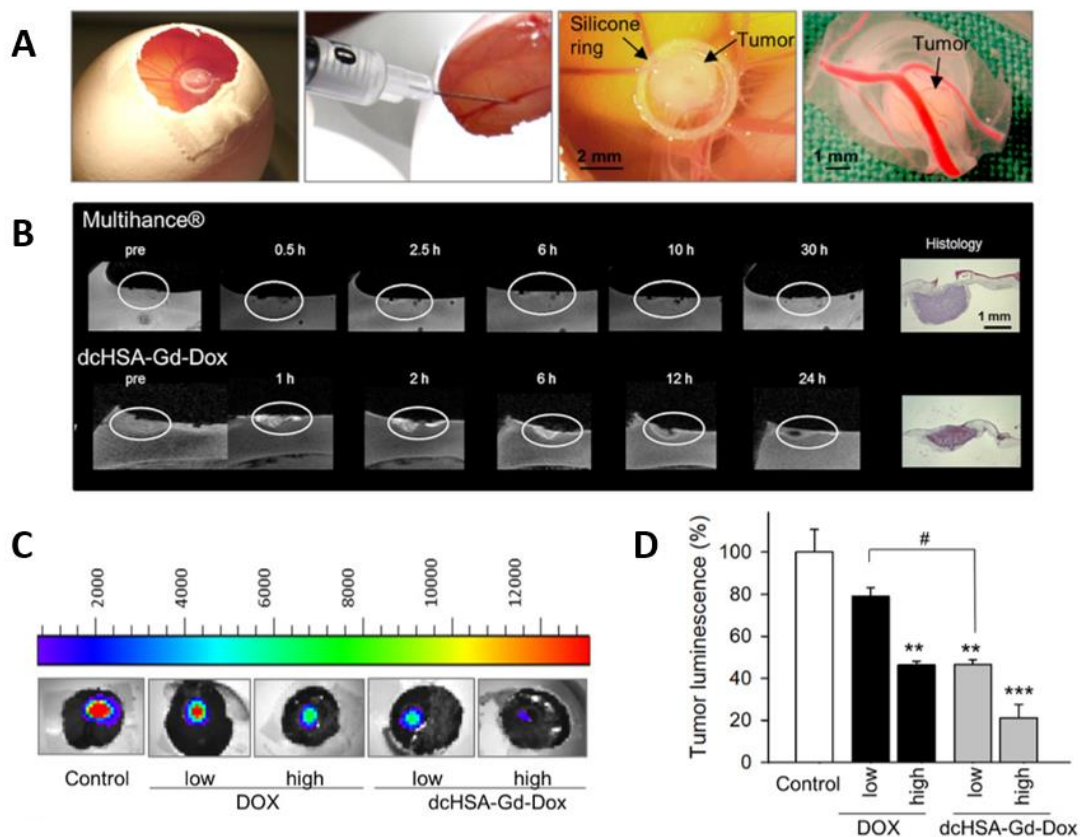 A
Silicone ring
Tumor
2 mm
Tumor
1 mm
B
Multihance®
pre
0.5 h
2.5 h
6 h
10 h
30 h
Histology
1 mm
dcHSA-Gd-Dox
pre
1 h
2 h
6 h
12 h
24 h
C
2000
4000
6000
8000
10000
12000
Control
low
high
low
high
DOX
dcHSA-Gd-Dox
D
Tumor luminescence (%)
100
80
60
40
20
0
#
**
**
***
Control
low
high
low
high
DOX
dcHSA-Gd-Dox